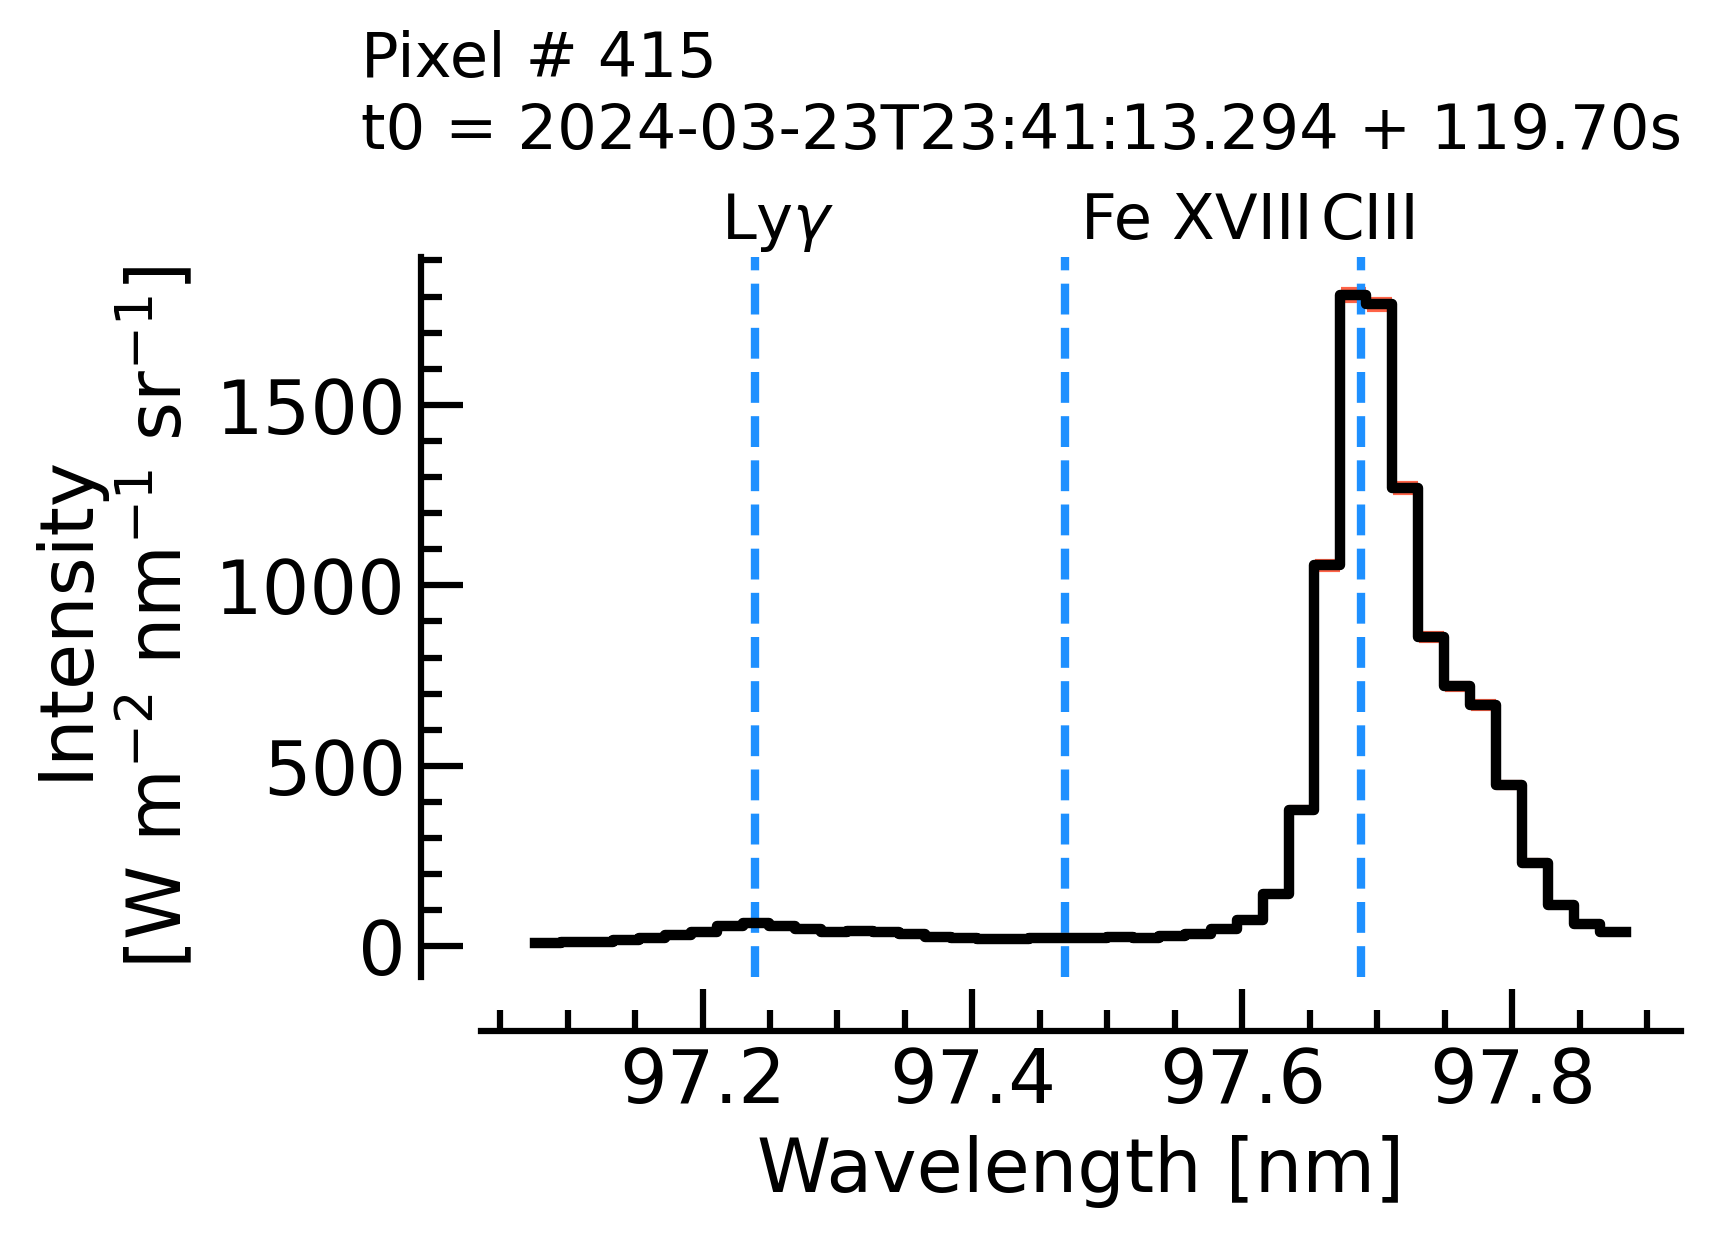 Pixel # 415
t0 = 2024-03-23T23:41:13.294 + 119.70s
Lyγ Fe XVIII CIII
Intensity
[W m⁻² nm⁻¹ sr⁻¹]
1500
1000
500
0
97.2 97.4 97.6 97.8
Wavelength [nm]